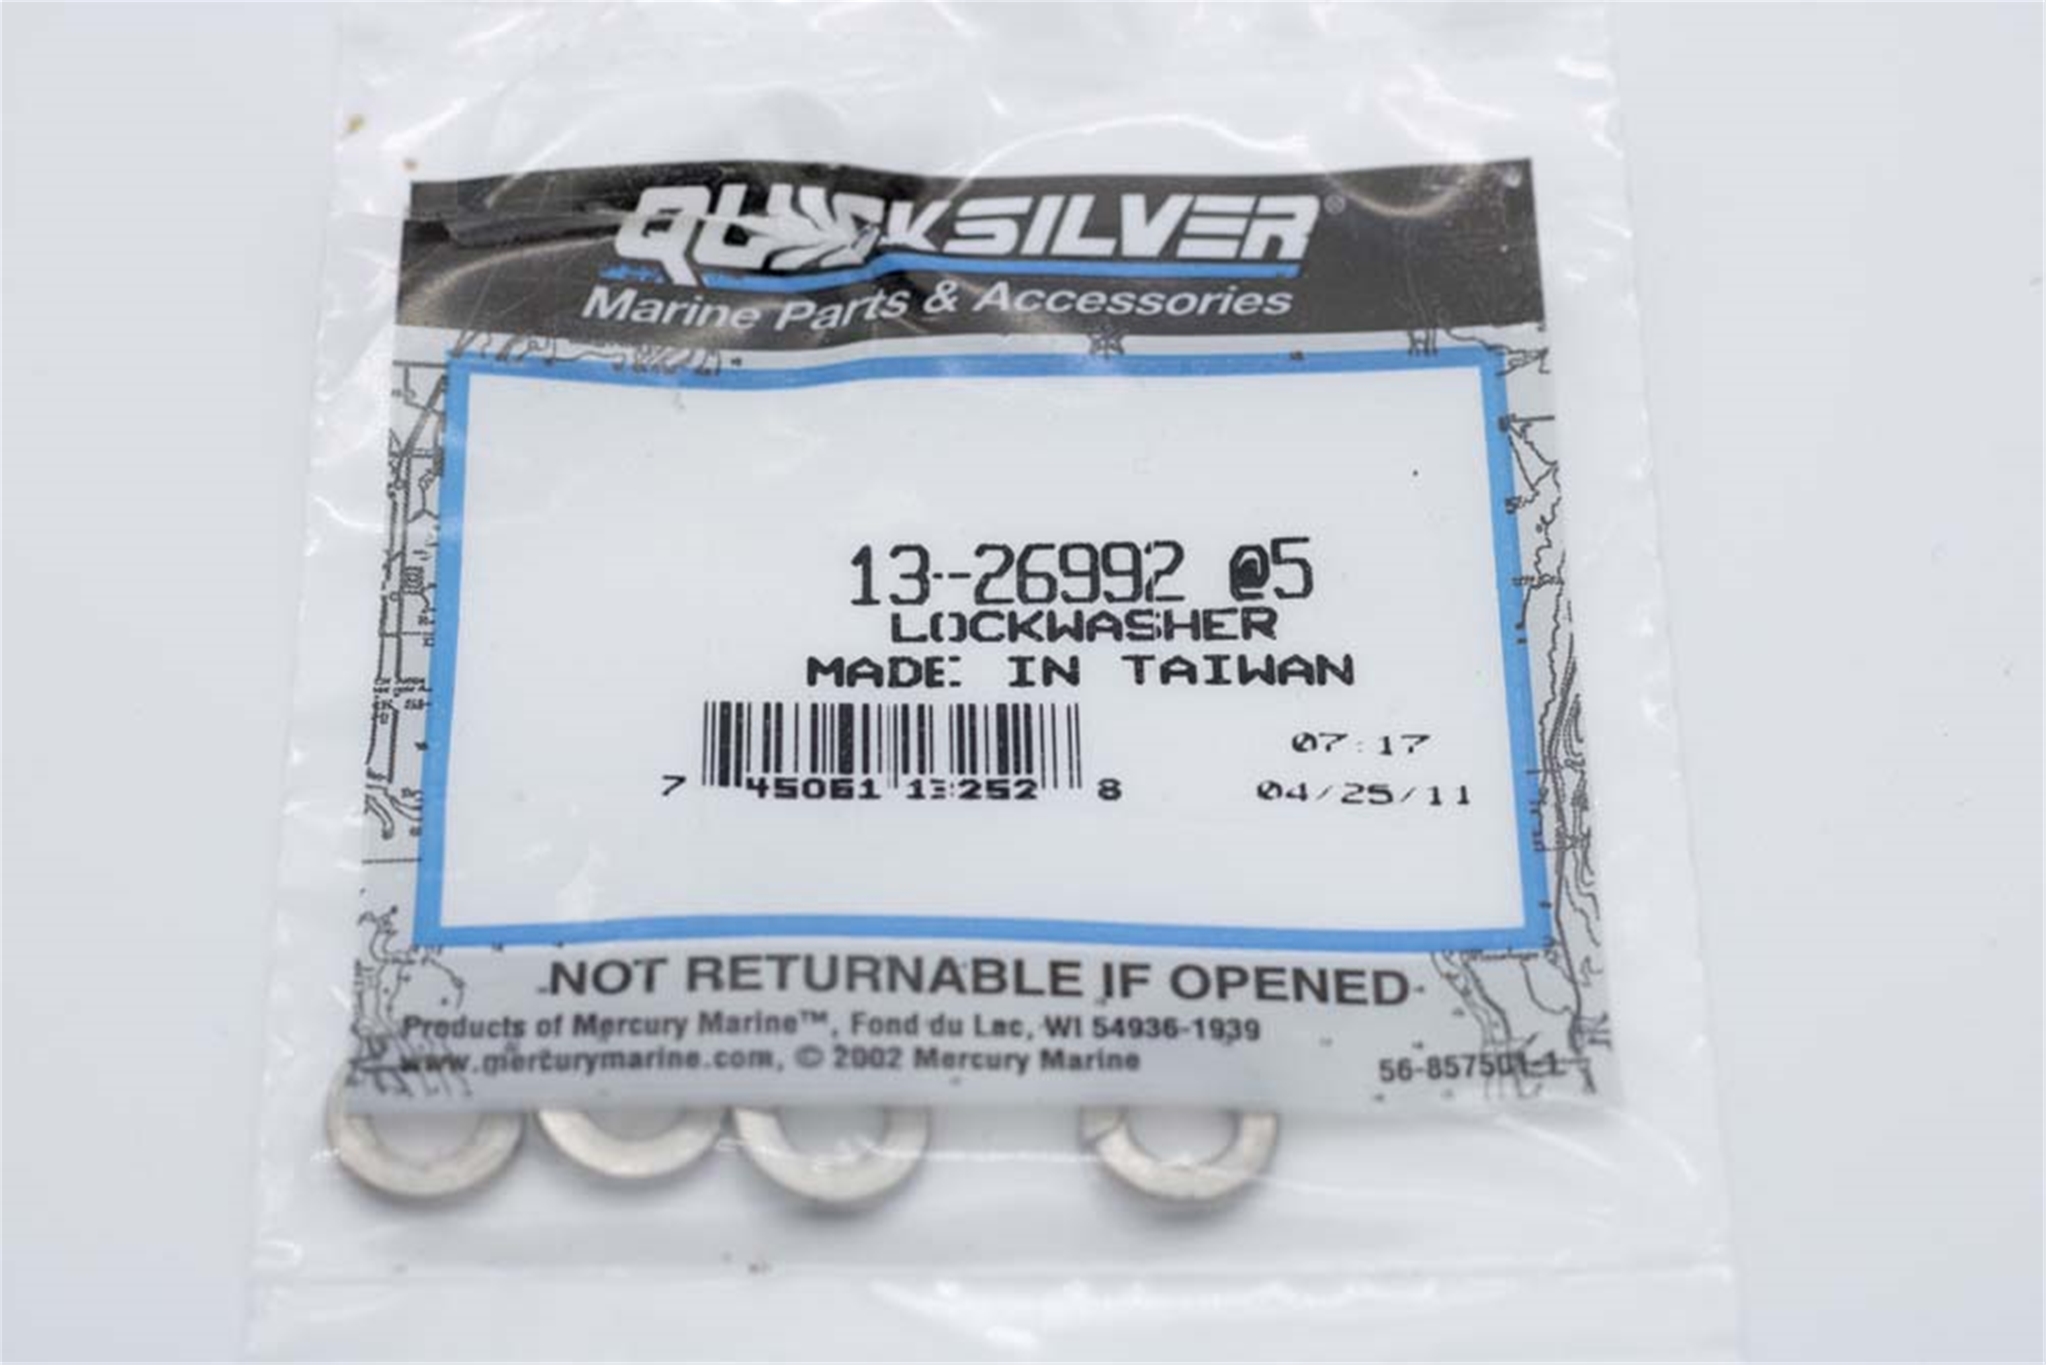 QUICKSILVER®
Marine Parts & Accessories
13-26992 @5
LOCKWASHER
MADE IN TAIWAN
7 45061 13252 8
07:17
04/25/11
NOT RETURNABLE IF OPENED
Products of Mercury Marine™, Fond du Lac, WI 54936-1939
www.mercurymarine.com, © 2002 Mercury Marine
56-857501-1